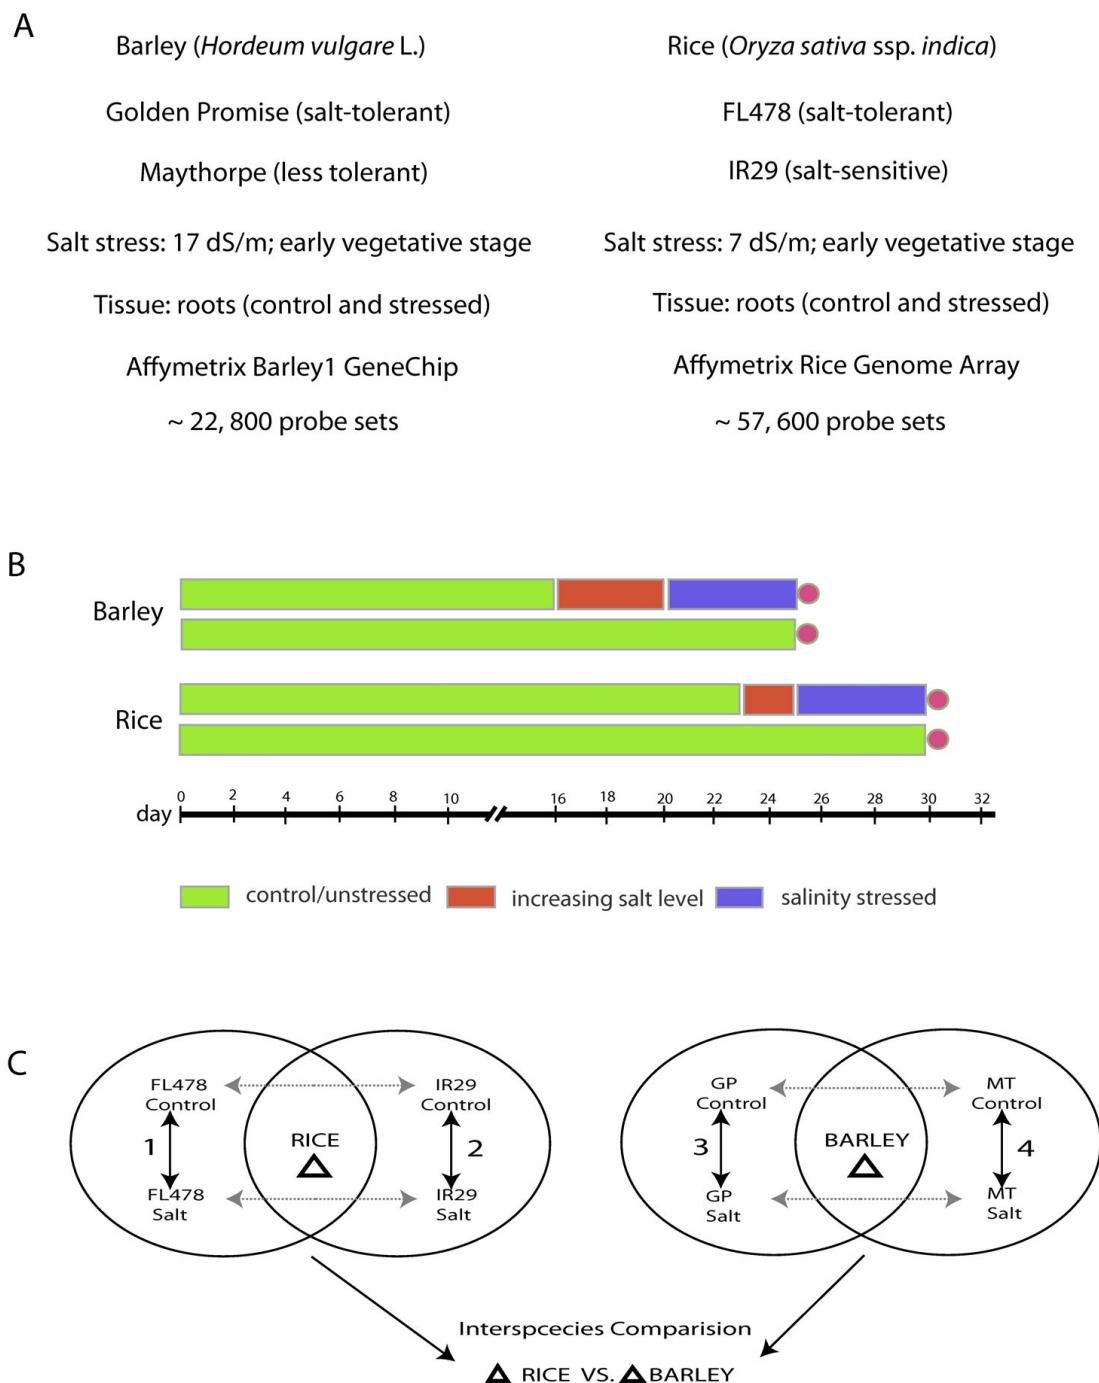 A
Barley (Hordeum vulgare L.)
Rice (Oryza sativa ssp. indica)
Golden Promise (salt-tolerant)
FL478 (salt-tolerant)
Maythorpe (less tolerant)
IR29 (salt-sensitive)
Salt stress: 17 dS/m; early vegetative stage
Salt stress: 7 dS/m; early vegetative stage
Tissue: roots (control and stressed)
Tissue: roots (control and stressed)
Affymetrix Barley1 GeneChip
Affymetrix Rice Genome Array
~ 22, 800 probe sets
~ 57, 600 probe sets
B
Barley
Rice
day 0 2 4 6 8 10 16 18 20 22 24 26 28 30 32
control/unstressed
increasing salt level
salinity stressed
C
FL478
Control
1
FL478
Salt
RICE
IR29
Control
2
IR29
Salt
GP
Control
3
GP
Salt
BARLEY
MT
Control
4
MT
Salt
Interspcecies Comparision
RICE VS. BARLEY